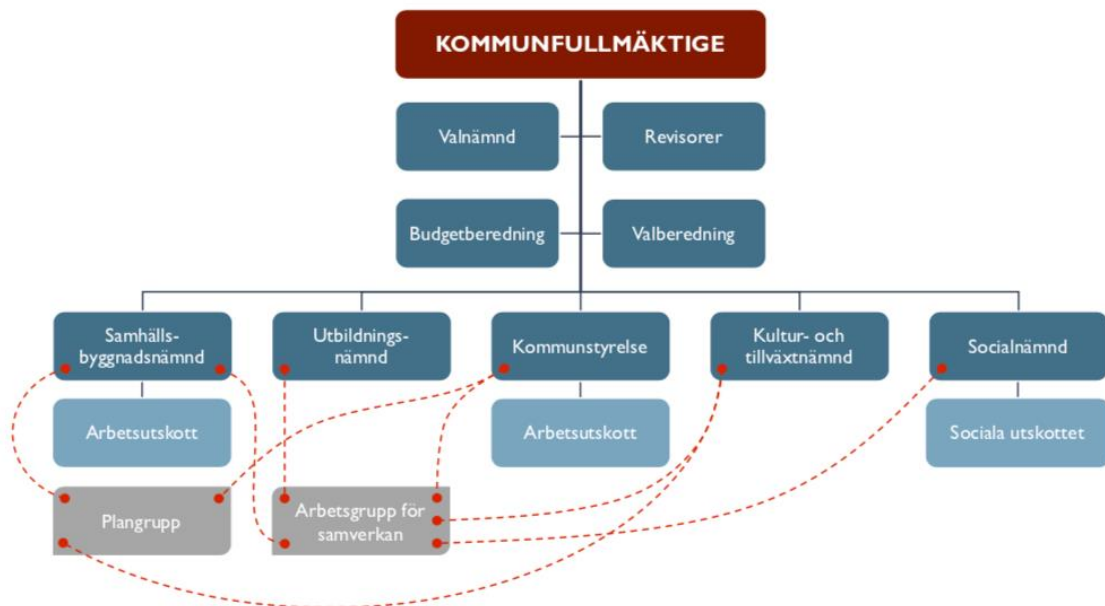 KOMMUNFULLMÄKTIGE
Valnämnd
Revisorer
Budgetberedning
Valberedning
Samhälls-
byggnadsnämnd
Utbildnings-
nämnd
Kommunstyrelse
Kultur- och
tillväxtnämnd
Socialnämnd
Arbetsutskott
Arbetsutskott
Sociala utskottet
Plangrupp
Arbetsgrupp för
samverkan